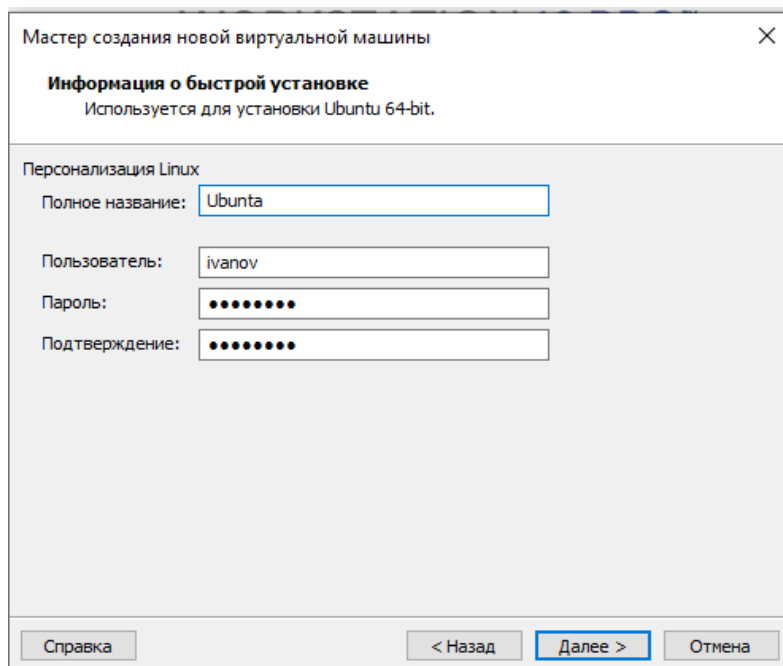 Мастер создания новой виртуальной машины
Информация о быстрой установке
Используется для установки Ubuntu 64-bit.
Персонализация Linux
Полное название: Ubunta
Пользователь: ivanov
Пароль: ●●●●●●●●
Подтверждение: ●●●●●●●●
Справка < Назад Далее > Отмена